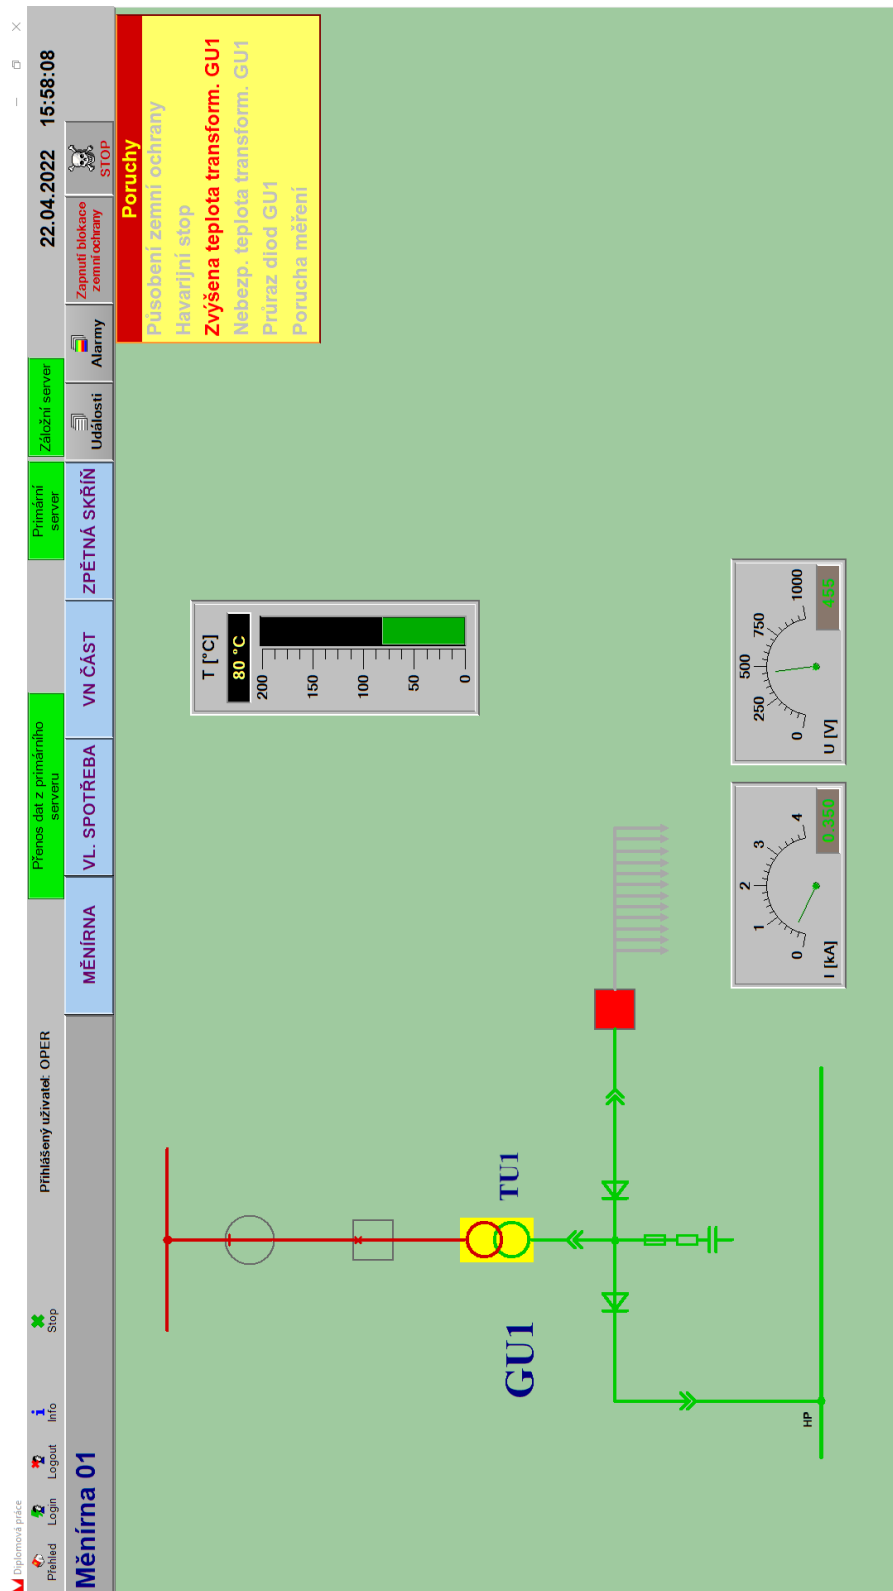 Diplomová práce
Přehled
Login
Logout
Info
Stop
Přihlášený uživatel: OPER
Přenos dat z primárního
serveru
Primární
server
Záložní server
22.04.2022
15:58:08
Měnírna 01
MĚNÍRNA
VL. SPOTŘEBA
VN ČÁST
ZPĚTNÁ SKŘÍŇ
Události
Alarmy
Zapnutí blokace
zemní ochrany
STOP
Poruchy
Působení zemní ochrany
Havarijní stop
Zvýšena teplota transform. GU1
Nebezp. teplota transform. GU1
Průraz diod GU1
Porucha měření
T [°C]
80 °C
200
150
100
50
0
GU1
TU1
HP
0
1
2
3
4
I [kA]
0.350
0
250
500
750
1000
U [V]
465